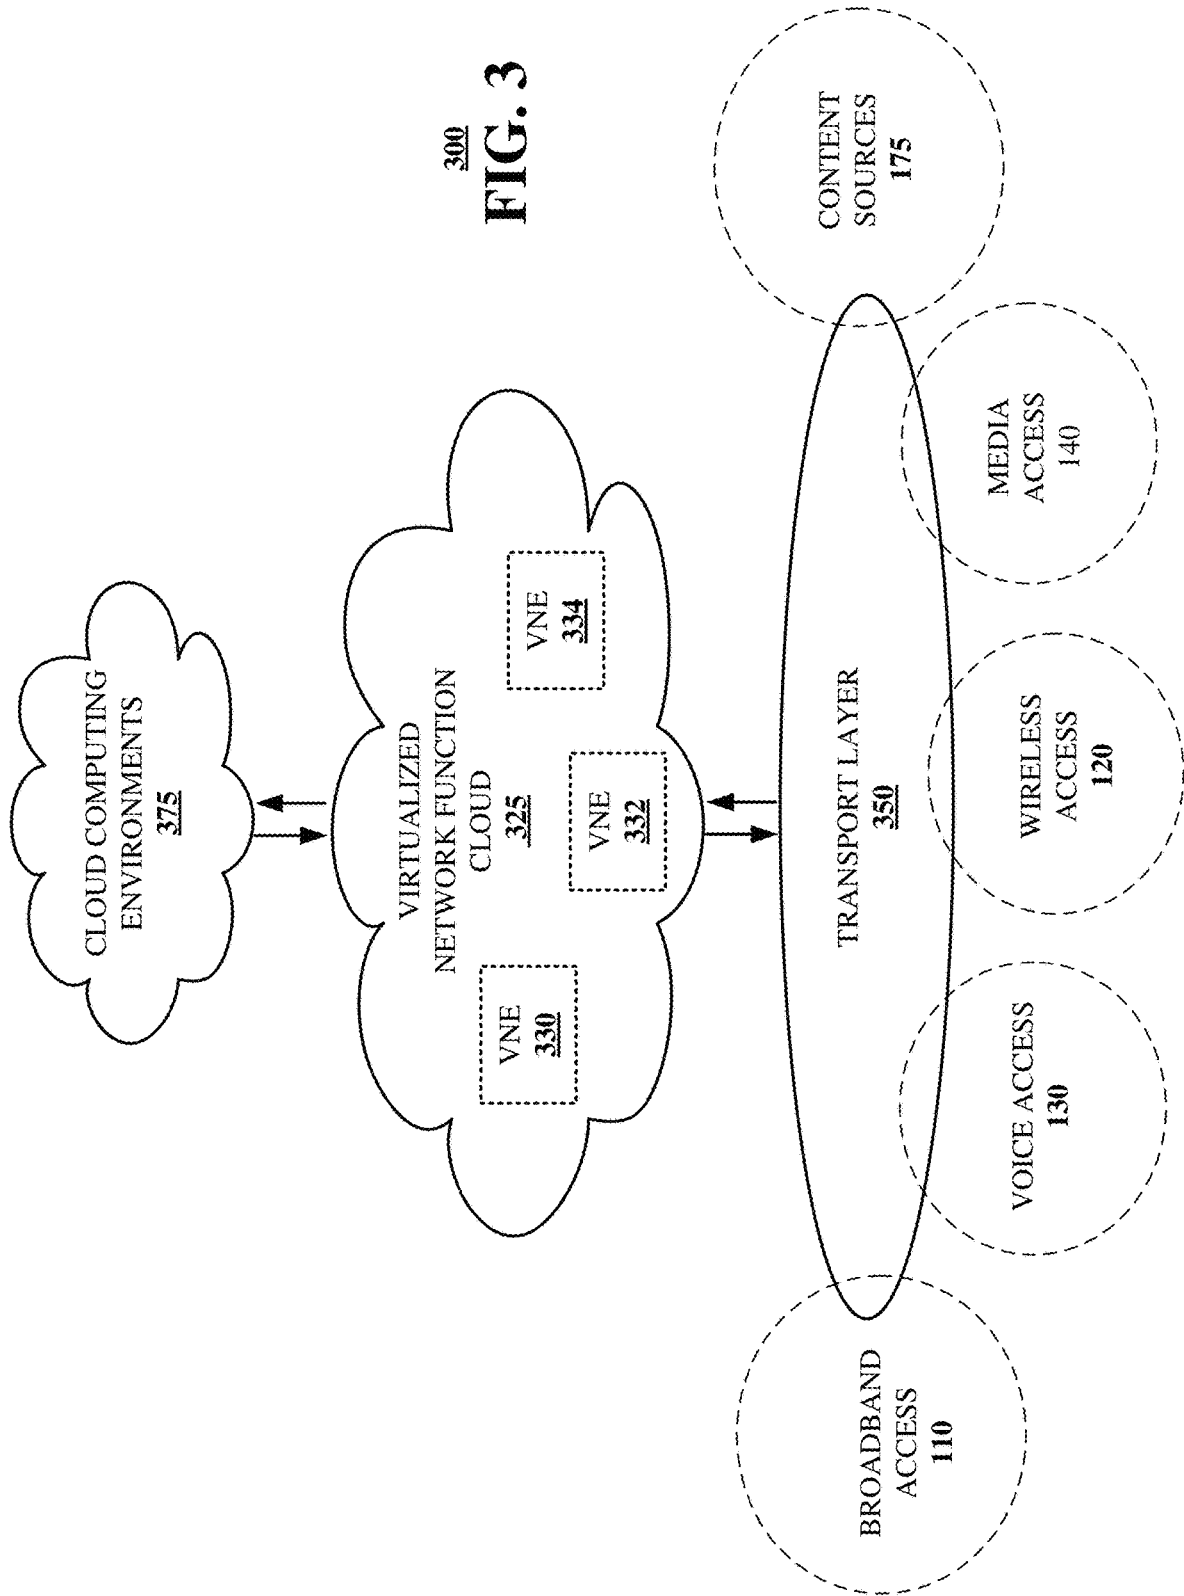 CLOUD COMPUTING
ENVIRONMENTS
375
VIRTUALIZED
NETWORK FUNCTION
CLOUD
325
VNE
330
VNE
332
VNE
334
300
FIG. 3
TRANSPORT LAYER
350
BROADBAND
ACCESS
110
VOICE ACCESS
130
WIRELESS
ACCESS
120
MEDIA
ACCESS
140
CONTENT
SOURCES
175